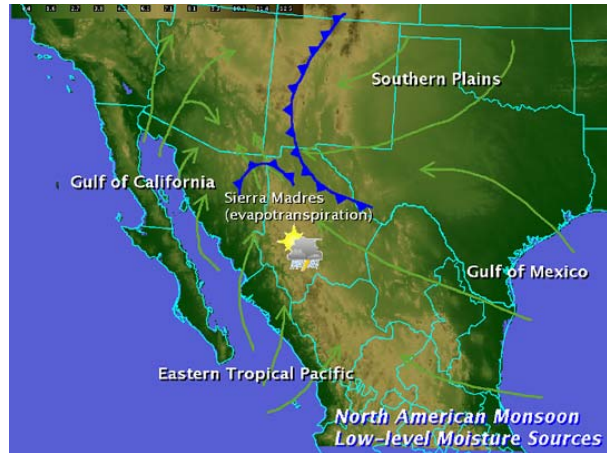 Southern Plains
Gulf of California
Sierra Madres
(evapotranspiration)
Gulf of Mexico
Eastern Tropical Pacific
North American Monsoon
Low-level Moisture Sources